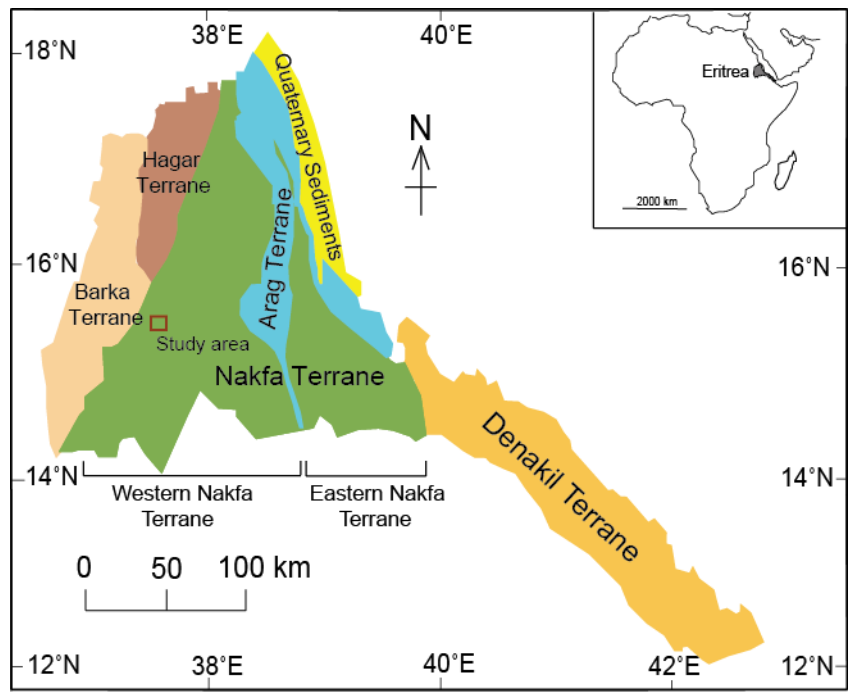 38˚E
40˚E
18˚N
Eritrea
2000 km
N
Quaternary Sediments
Hagar
Terrane
Arag Terrane
16˚N
16˚N
Barka
Terrane
Study area
Nakfa Terrane
Denakil Terrane
14˚N
14˚N
Western Nakfa
Terrane
Eastern Nakfa
Terrane
0 50 100 km
12˚N
38˚E
40˚E
42˚E
12˚N